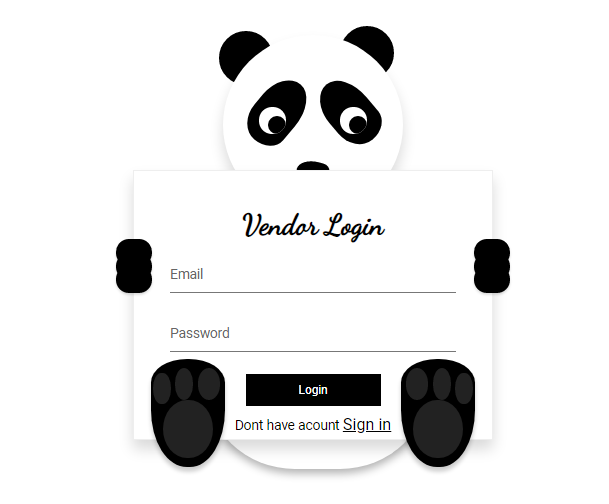 Vendor Login
Email
Password
Login
Dont have acount Sign in